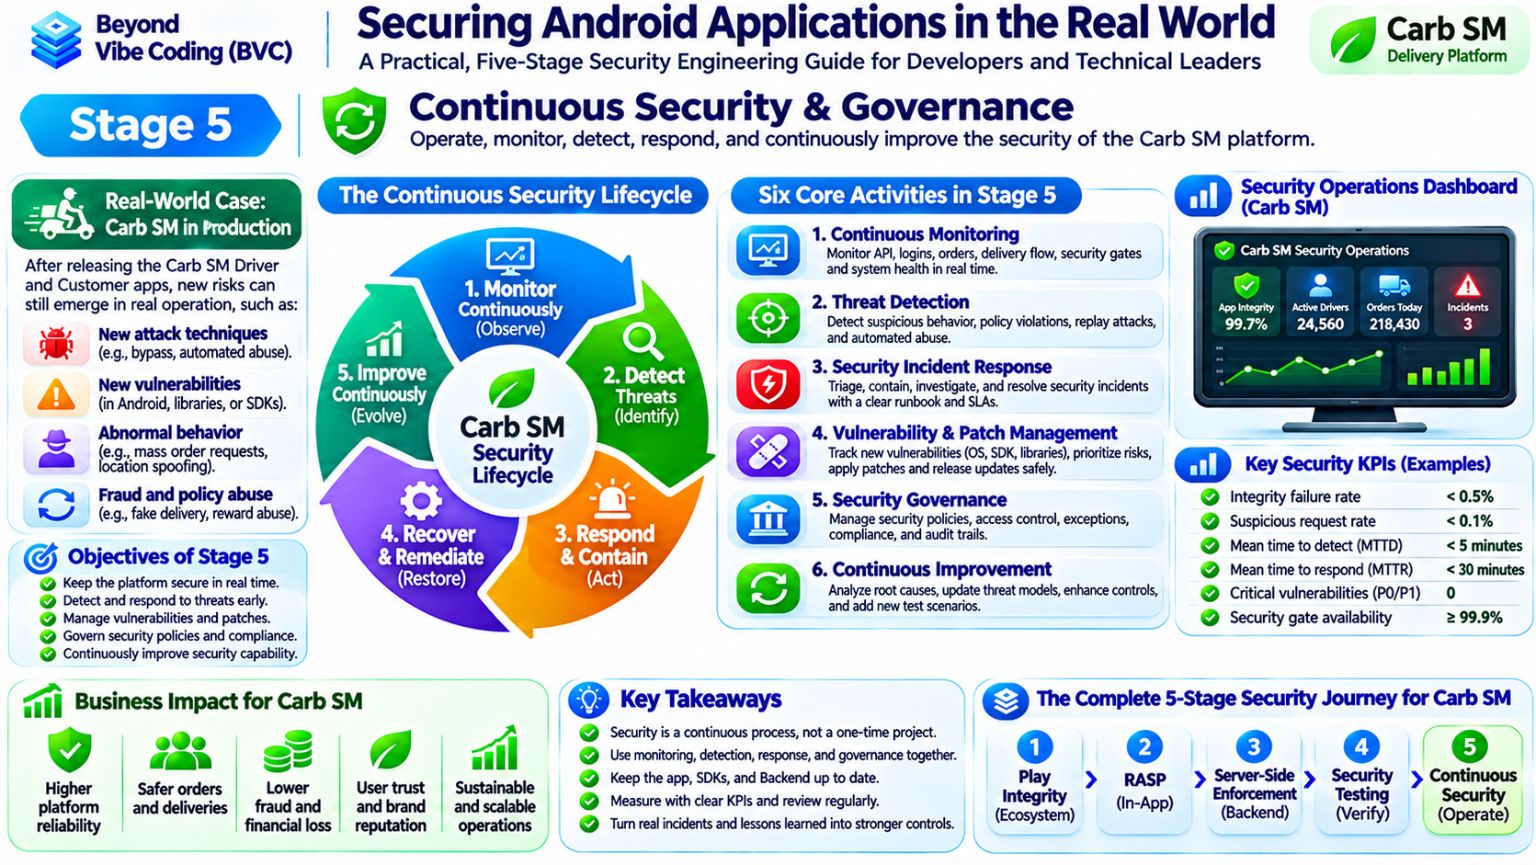 Beyond
Vibe Coding (BVC)
Securing Android Applications in the Real World
A Practical, Five-Stage Security Engineering Guide for Developers and Technical Leaders
Carb SM
Delivery Platform
Stage 5
Continuous Security & Governance
Operate, monitor, detect, respond, and continuously improve the security of the Carb SM platform.
Real-World Case:
Carb SM in Production
After releasing the Carb SM Driver
and Customer apps, new risks can
still emerge in real operation, such as:
New attack techniques
(e.g., bypass, automated abuse).
New vulnerabilities
(in Android, libraries, or SDKs).
Abnormal behavior
(e.g., mass order requests,
location spoofing).
Fraud and policy abuse
(e.g., fake delivery, reward abuse).
Objectives of Stage 5
Keep the platform secure in real time.
Detect and respond to threats early.
Manage vulnerabilities and patches.
Govern security policies and compliance.
Continuously improve security capability.
The Continuous Security Lifecycle
1. Monitor
Continuously
(Observe)
2. Detect
Threats
(Identify)
3. Respond
& Contain
(Act)
4. Recover
& Remediate
(Restore)
5. Improve
Continuously
(Evolve)
Carb SM
Security
Lifecycle
Six Core Activities in Stage 5
1. Continuous Monitoring
Monitor API, logins, orders, delivery flow, security gates
and system health in real time.
2. Threat Detection
Detect suspicious behavior, policy violations, replay attacks,
and automated abuse.
3. Security Incident Response
Triage, contain, investigate, and resolve security incidents
with a clear runbook and SLAs.
4. Vulnerability & Patch Management
Track new vulnerabilities (OS, SDK, libraries), prioritize risks,
apply patches and release updates safely.
5. Security Governance
Manage security policies, access control, exceptions,
compliance, and audit trails.
6. Continuous Improvement
Analyze root causes, update threat models, enhance controls,
and add new test scenarios.
Security Operations Dashboard
(Carb SM)
Carb SM Security Operations
App Integrity
99.7%
Active Drivers
24,560
Orders Today
218,430
Incidents
3
Key Security KPIs (Examples)
Integrity failure rate < 0.5%
Suspicious request rate < 0.1%
Mean time to detect (MTTD) < 5 minutes
Mean time to respond (MTTR) < 30 minutes
Critical vulnerabilities (P0/P1) 0
Security gate availability ≥ 99.9%
Business Impact for Carb SM
Higher
platform
reliability
Safer orders
and deliveries
Lower
fraud and
financial loss
User trust
and brand
reputation
Sustainable
and scalable
operations
Key Takeaways
Security is a continuous process, not a one-time project.
Use monitoring, detection, response, and governance together.
Keep the app, SDKs, and Backend up to date.
Measure with clear KPIs and review regularly.
Turn real incidents and lessons learned into stronger controls.
The Complete 5-Stage Security Journey for Carb SM
1
Play
Integrity
(Ecosystem)
2
RASP
(In-App)
3
Server-Side
Enforcement
(Backend)
4
Security
Testing
(Verify)
5
Continuous
Security
(Operate)